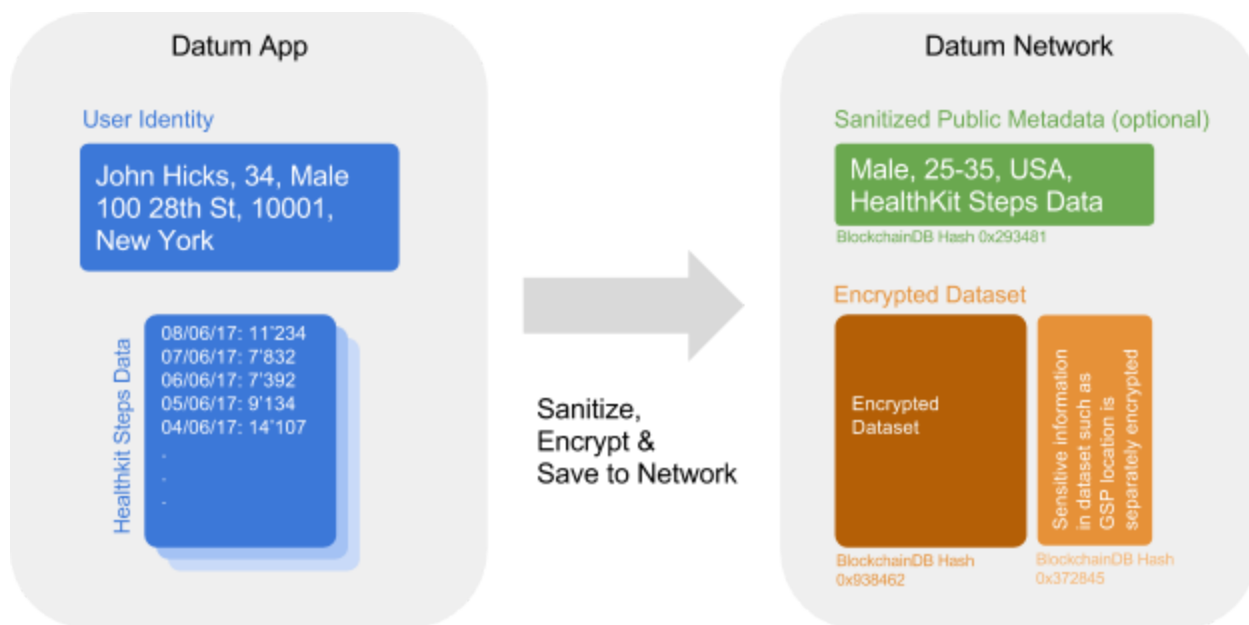 Datum App
User Identity
John Hicks, 34, Male
100 28th St, 10001,
New York
Healthkit Steps Data
08/06/17: 11'234
07/06/17: 7'832
06/06/17: 7'392
05/06/17: 9'134
04/06/17: 14'107
.
.
.
Sanitize,
Encrypt &
Save to Network
Datum Network
Sanitized Public Metadata (optional)
Male, 25-35, USA,
HealthKit Steps Data
BlockchainDB Hash 0x293481
Encrypted Dataset
Encrypted
Dataset
BlockchainDB Hash
0x938462
Sensitive information
in dataset such as
GSP location is
separately encrypted
BlockchainDB Hash
0x372845